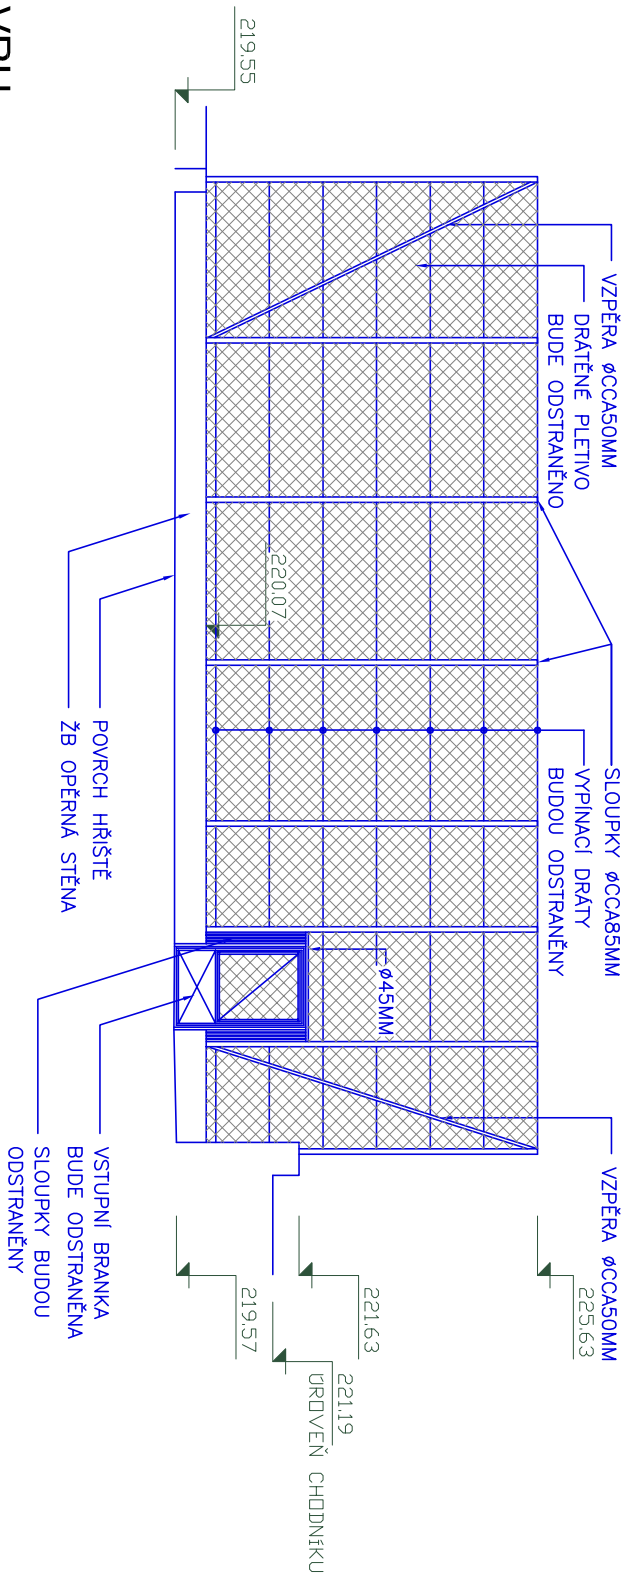 219.55
VZPĚRA ØCCA50MM
DRÁTĚNÉ PLETIVO
BUDE ODSTRANĚNO
220.07
SLOUPKY ØCCA85MM
VYPÍNACÍ DRÁTY
BUDOU ODSTRANĚNY
POVRCH HŘIŠTĚ
ŽB OPĚRNÁ STĚNA
Ø45MM
VZPĚRA ØCCA50MM
225.63
221.63
219.57
221.19
ÚROVEŇ CHODNÍKU
VSTUPNÍ BRANKA
BUDE ODSTRANĚNA
SLOUPKY BUDOU
ODSTRANĚNY